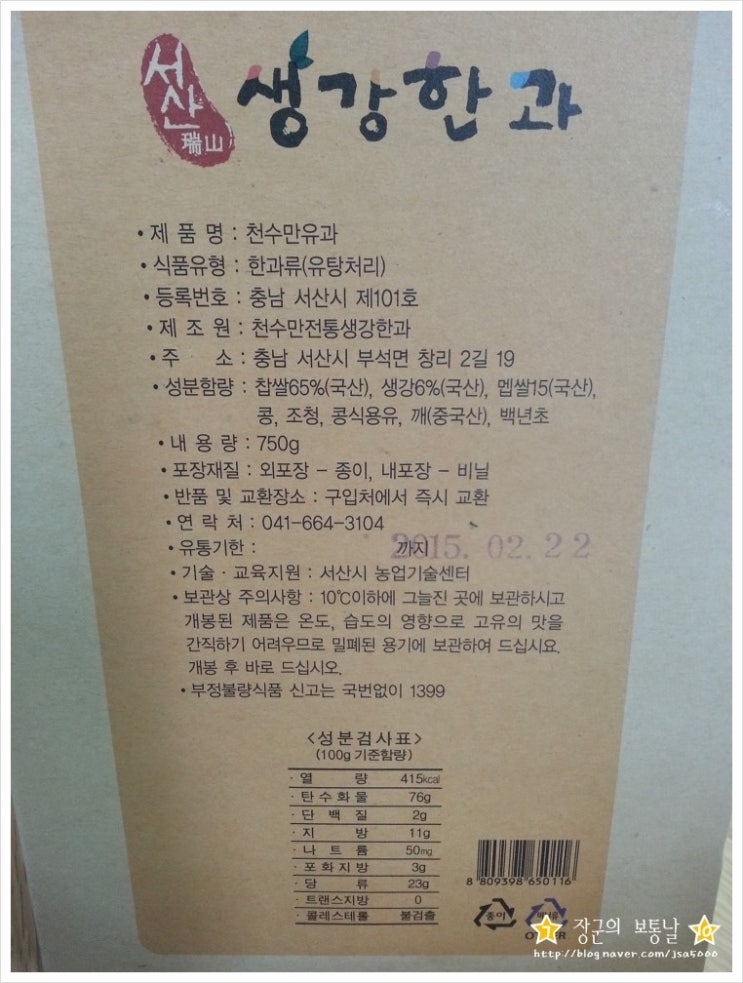 서산
瑞山
생강한과
• 제 품 명 : 천수만유과
• 식품유형 : 한과류(유탕처리)
• 등록번호 : 충남 서산시 제101호
• 제 조 원 : 천수만전통생강한과
• 주 소 : 충남 서산시 부석면 창리 2길 19
• 성분함량 : 찹쌀65%(국산), 생강6%(국산), 멥쌀15(국산),
콩, 조청, 콩식용유, 깨(중국산), 백년초
• 내 용 량 : 750g
• 포장재질 : 외포장 - 종이, 내포장 - 비닐
• 반품 및 교환장소 : 구입처에서 즉시 교환
• 연 락 처 : 041-664-3104
• 유통기한 : 까지 2015. 02. 22
• 기술 · 교육지원 : 서산시 농업기술센터
• 보관상 주의사항 : 10℃이하에 그늘진 곳에 보관하시고
개봉된 제품은 온도, 습도의 영향으로 고유의 맛을
간직하기 어려우므로 밀폐된 용기에 보관하여 드십시요.
개봉 후 바로 드십시오.
• 부정불량식품 신고는 국번없이 1399
<성분검사표>
(100g 기준함량)
· 열 량 415kcal
· 탄수화물 76g
· 단백질 2g
· 지 방 11g
· 나트륨 50mg
· 포화지방 3g
· 당 류 23g
· 트랜스지방 0
· 콜레스테롤 불검출
8 809398 650116
종이
OTHER
7 장군의 보통날
http://blog.naver.com/jsa5000